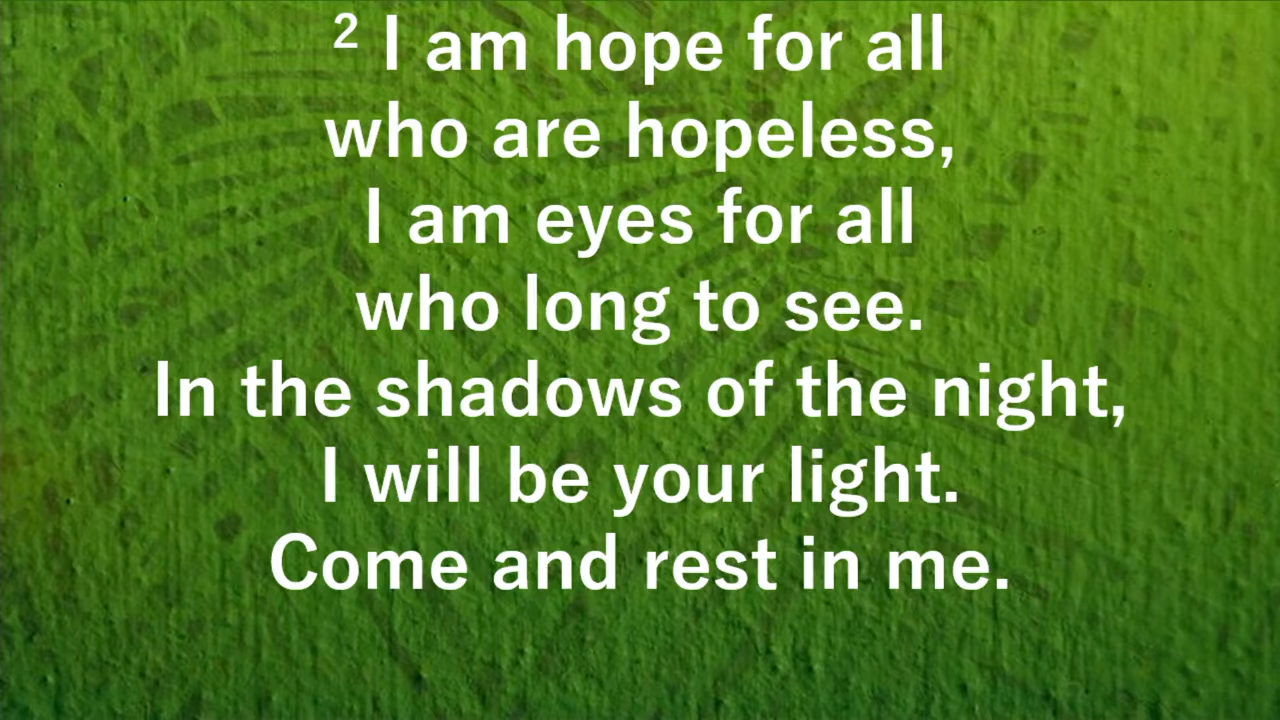 ² I am hope for all
who are hopeless,
I am eyes for all
who long to see.
In the shadows of the night,
I will be your light.
Come and rest in me.